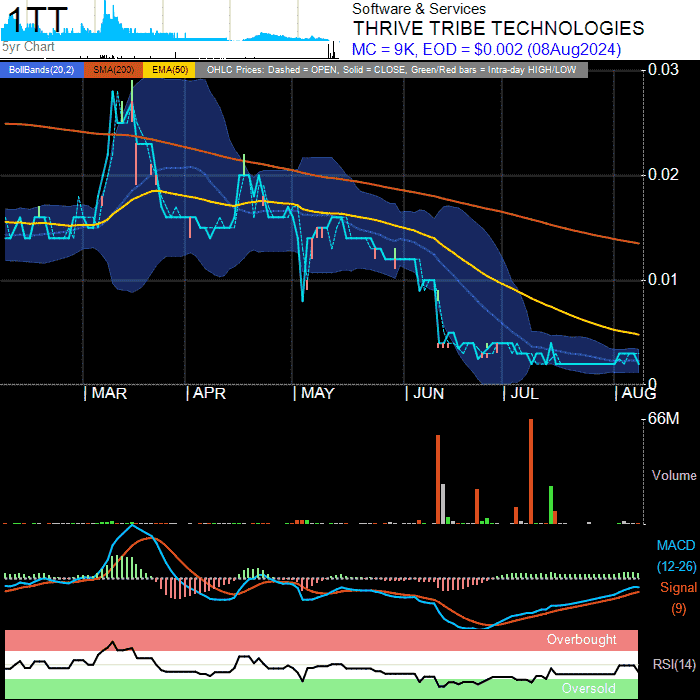 1TT
5yr Chart
Software & Services
THRIVE TRIBE TECHNOLOGIES
MC = 9K, EOD = $0.002 (08Aug2024)
BollBands(20,2) SMA(200) EMA(50) OHLC Prices: Dashed = OPEN, Solid = CLOSE, Green/Red bars = Intra-day HIGH/LOW
0.03
0.02
0.01
0
MAR APR MAY JUN JUL AUG
66M
Volume
MACD
(12-26)
Signal
(9)
Overbought
RSI(14)
Oversold